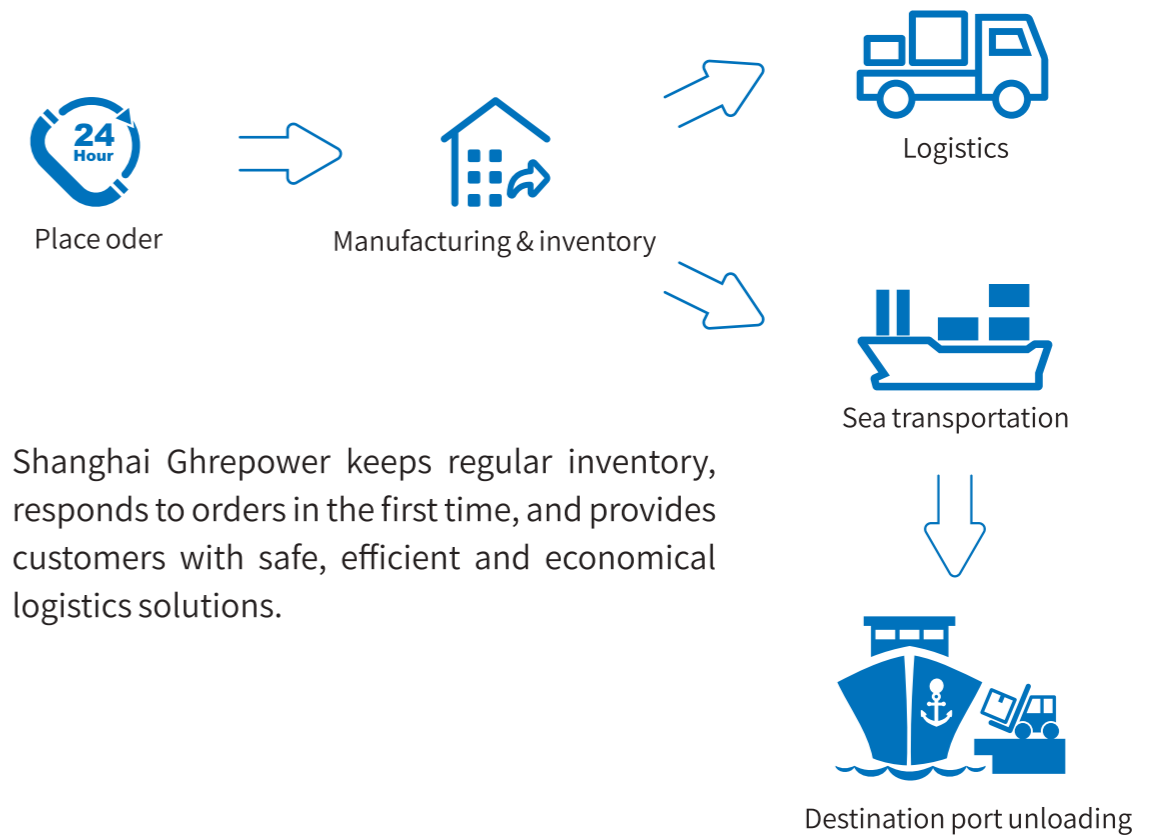 24
Hour
Place oder
Manufacturing & inventory
Logistics
Sea transportation
Shanghai Ghrepower keeps regular inventory,
responds to orders in the first time, and provides
customers with safe, efficient and economical
logistics solutions.
Destination port unloading